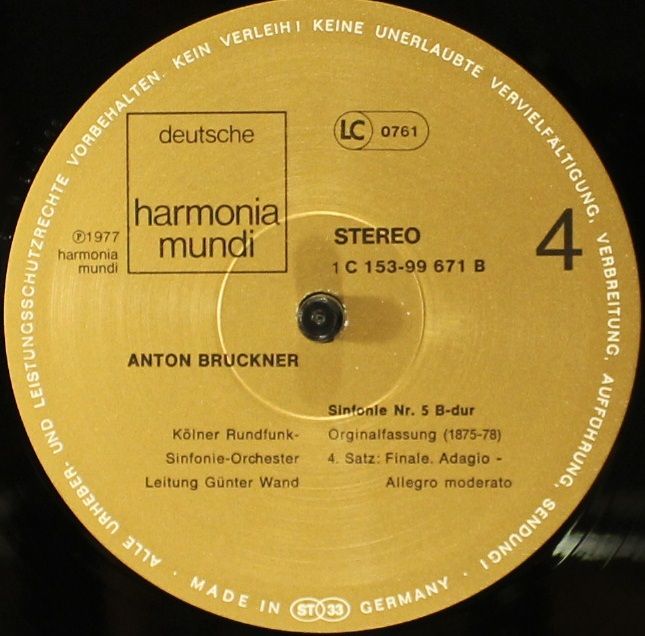 ALLE URHEBER- UND LEISTUNGSSCHUTZRECHTE VORBEHALTEN. KEIN VERLEIH! KEINE UNERLAUBTE VERVIELFÄLTIGUNG, VERBREITUNG, AUFFÜHRUNG, SENDUNG!
deutsche
harmonia
mundi
LC 0761
℗1977
harmonia
mundi
STEREO
1 C 153-99 671 B
4
ANTON BRUCKNER
Kölner Rundfunk-
Sinfonie-Orchester
Leitung Günter Wand
Sinfonie Nr. 5 B-dur
Orginalfassung (1875-78)
4. Satz: Finale. Adagio -
Allegro moderato
· MADE IN ST 33 GERMANY ·